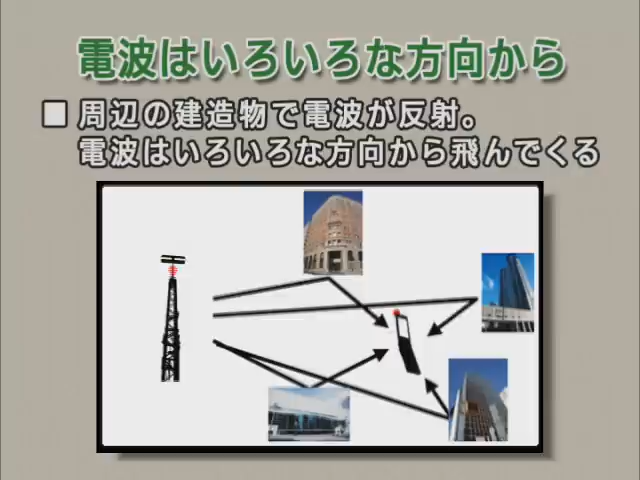 電波はいろいろな方向から
周辺の建造物で電波が反射。
電波はいろいろな方向から飛んでくる